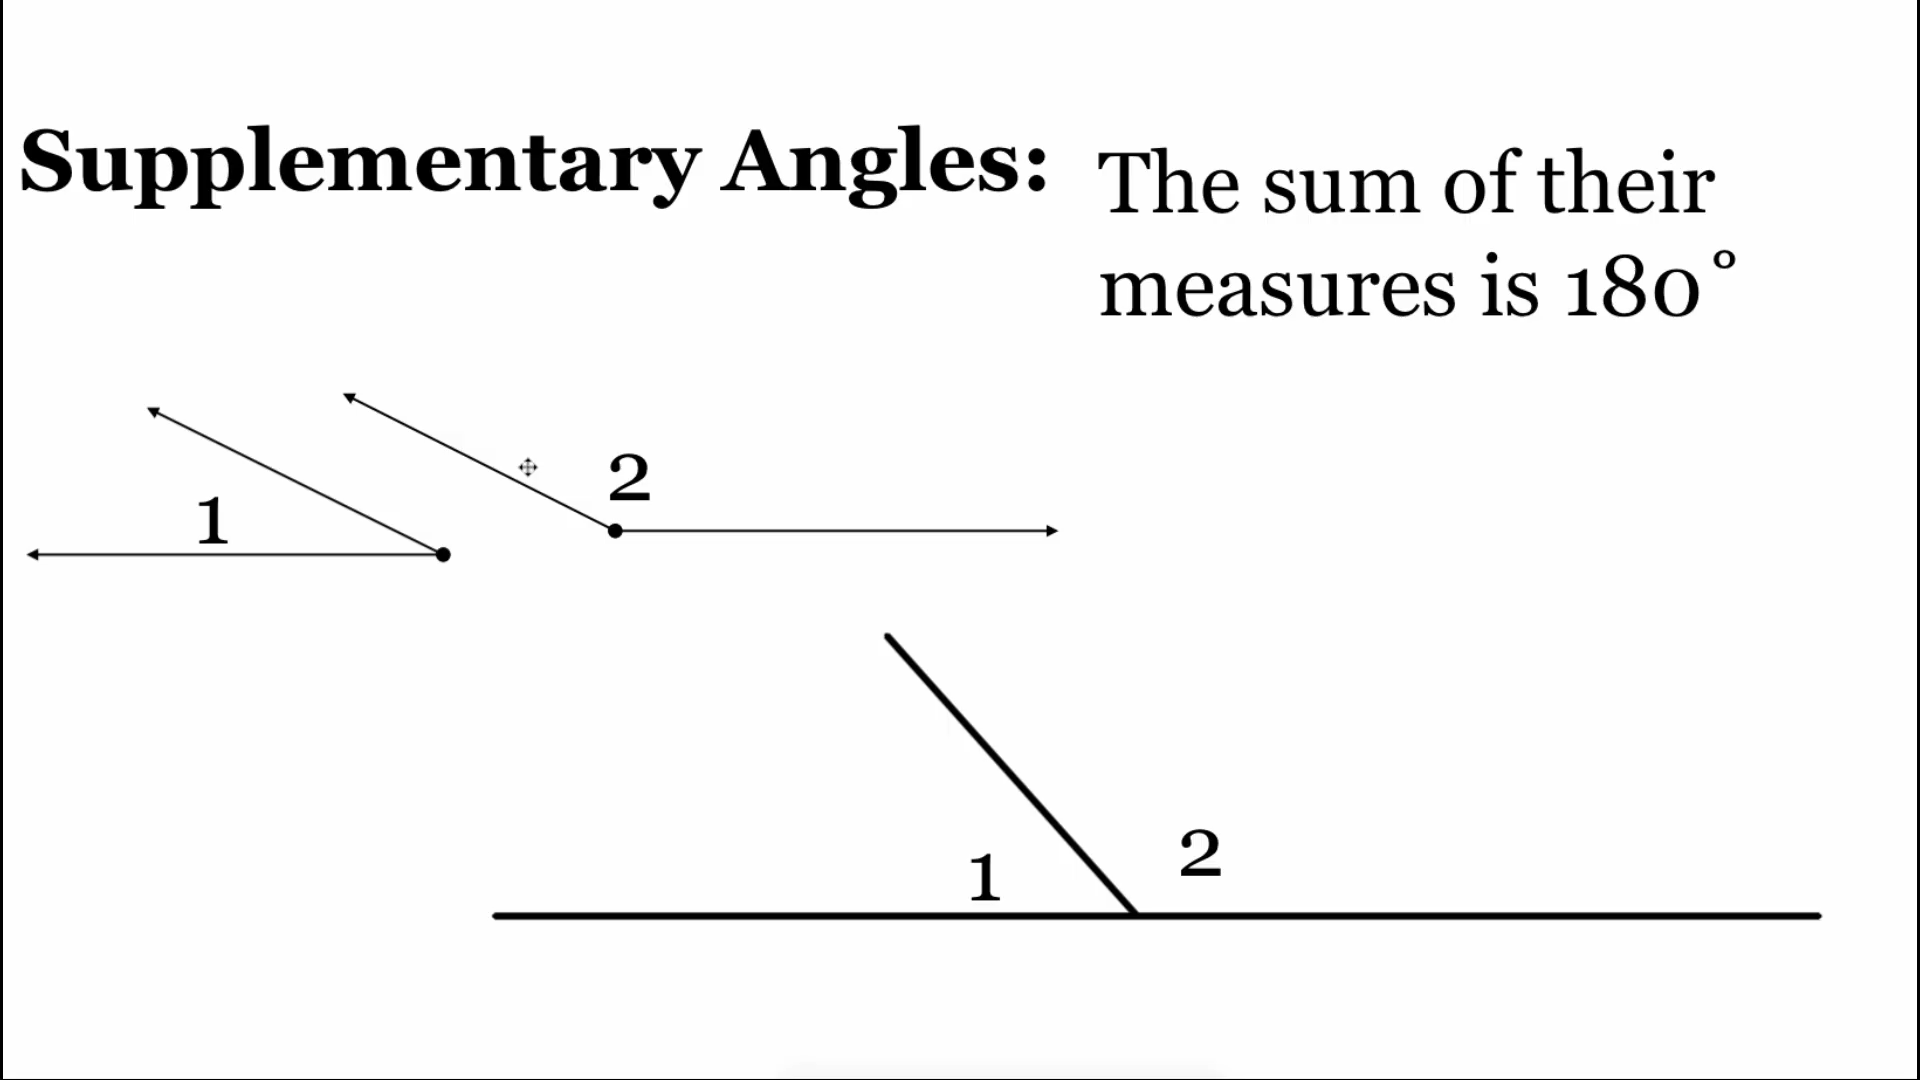 Supplementary Angles:
The sum of their
measures is 180°
1
2
1
2